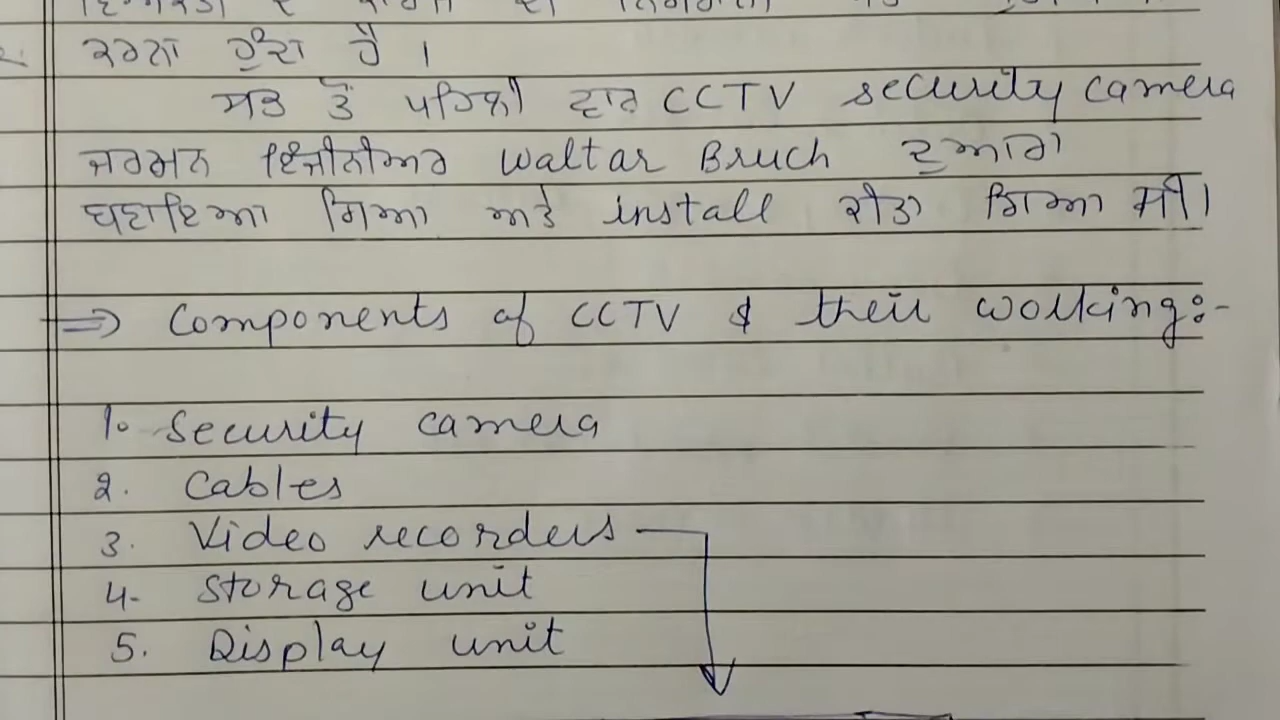 ਕਰਨਾ ਹੁੰਦਾ ਹੈ ।
ਸਭ ਤੋਂ ਪਹਿਲੀ ਵਾਰ CCTV security camera
ਜਰਮਨ ਇੰਜੀਨੀਅਰ Waltar Bruch ਦੁਆਰਾ
ਬਣਾਇਆ ਗਿਆ ਅਤੇ install ਕੀਤਾ ਗਿਆ ਸੀ।
⇒ Components of CCTV & their working:-
1. Security camera
2. Cables
3. Video recorders
4. Storage unit
5. Display unit